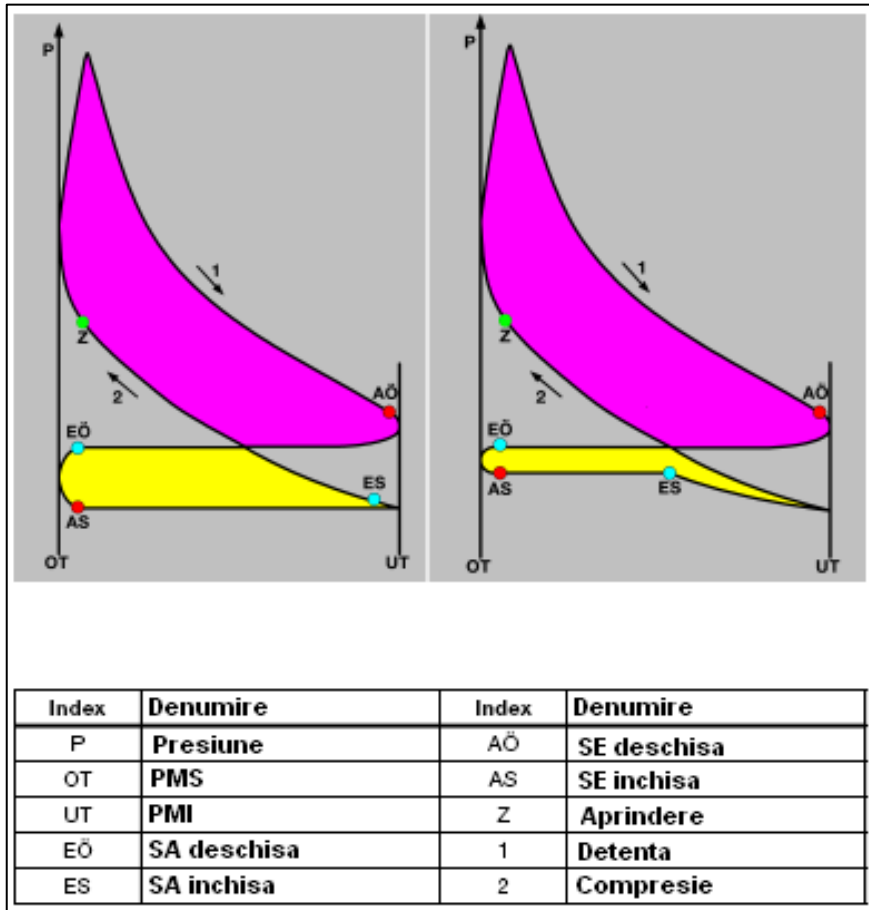 P
1
Z
2
AÖ
EÖ
ES
AS
OT
UT
P
1
Z
2
AÖ
EÖ
AS
ES
OT
UT
Index Denumire Index Denumire
P Presiune AÖ SE deschisa
OT PMS AS SE inchisa
UT PMI Z Aprindere
EÖ SA deschisa 1 Detenta
ES SA inchisa 2 Compresie